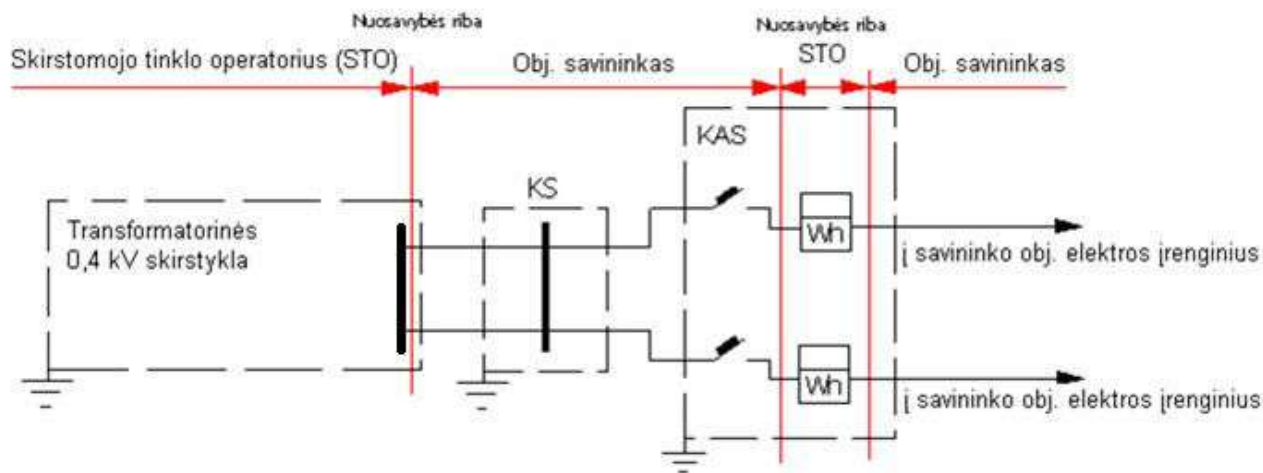 Nuosavybės riba
Nuosavybės riba
Skirstomojo tinklo operatorius (STO)
Obj. savininkas
STO
Obj. savininkas
KAS
KS
Transformatorinės
0,4 kV skirstykla
Wh
į savininko obj. elektros įrenginius
Wh
į savininko obj. elektros įrenginius